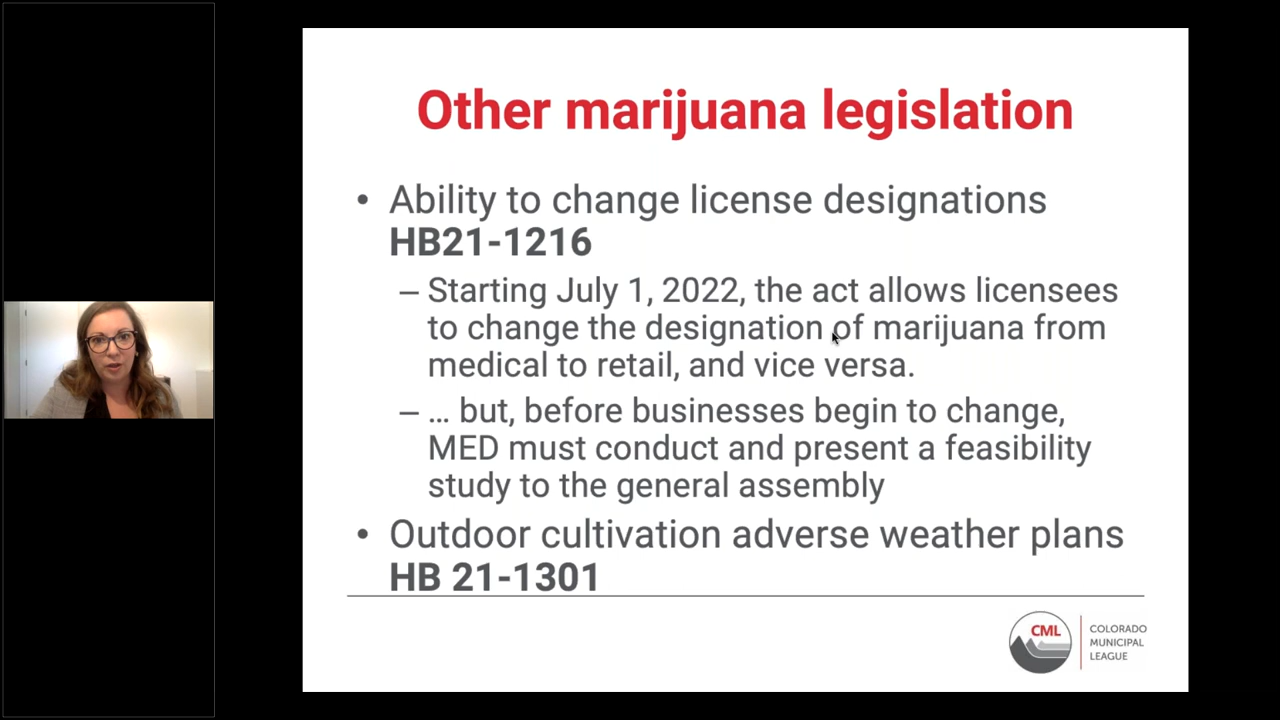 Other marijuana legislation
• Ability to change license designations
HB21-1216
– Starting July 1, 2022, the act allows licensees
to change the designation of marijuana from
medical to retail, and vice versa.
– … but, before businesses begin to change,
MED must conduct and present a feasibility
study to the general assembly
• Outdoor cultivation adverse weather plans
HB 21-1301
CML
COLORADO
MUNICIPAL
LEAGUE